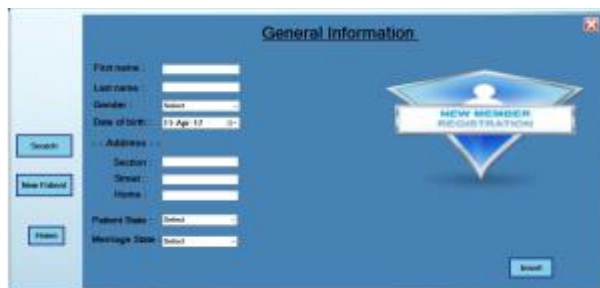 General Information
First name :
Last name :
Gender : Select
Date of birth : 11-Apr-17
- - Address - -
Section
Street
Home
Patient State : Select
Marriage State : Select
NEW MEMBER
REGISTRATION
Search
New Patient
Home
Insert